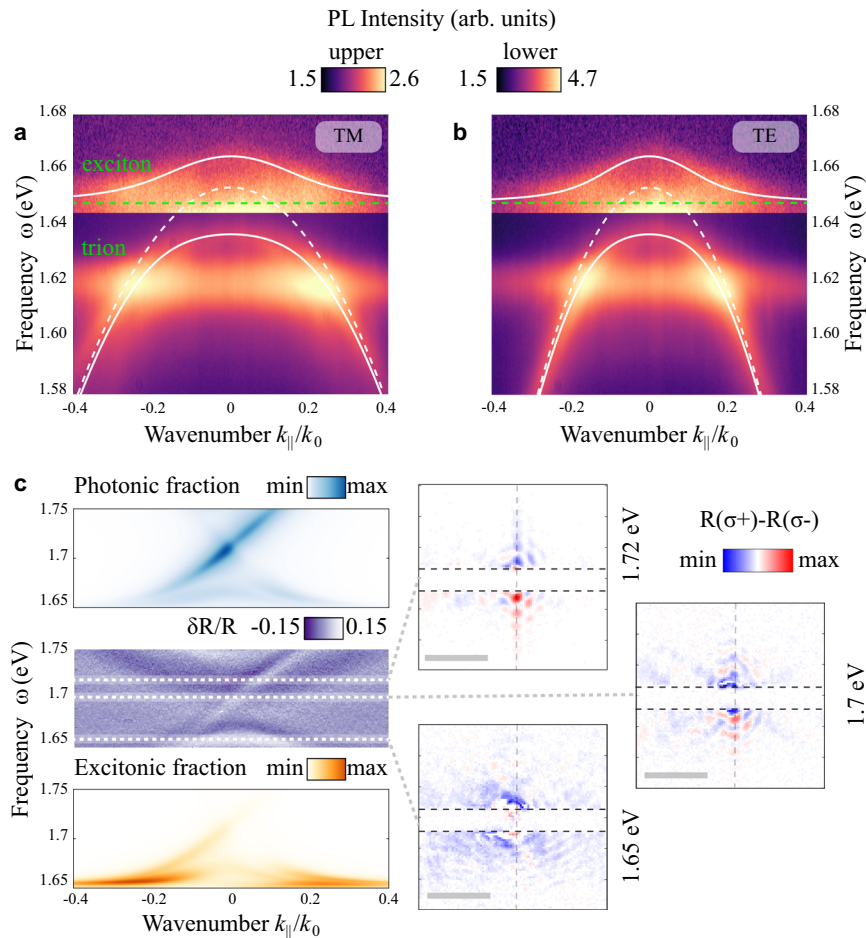 PL Intensity (arb. units)
upper
lower
1.5
2.6
1.5
4.7
a
TM
b
TE
1.68
1.66
1.64
1.62
1.60
1.58
exciton
trion
Frequency ω (eV)
-0.4
-0.2
0
0.2
0.4
Wavenumber k||/k0
-0.4
-0.2
0
0.2
0.4
Wavenumber k||/k0
1.68
1.66
1.64
1.62
1.60
1.58
Frequency ω (eV)
c
Photonic fraction
min
max
1.75
1.7
1.65
δR/R
-0.15
0.15
1.75
1.7
1.65
Frequency ω (eV)
Excitonic fraction
min
max
1.7
1.65
-0.4
-0.2
0
0.2
0.4
Wavenumber k||/k0
1.72 eV
1.65 eV
R(σ+)-R(σ-)
min
max
1.7 eV